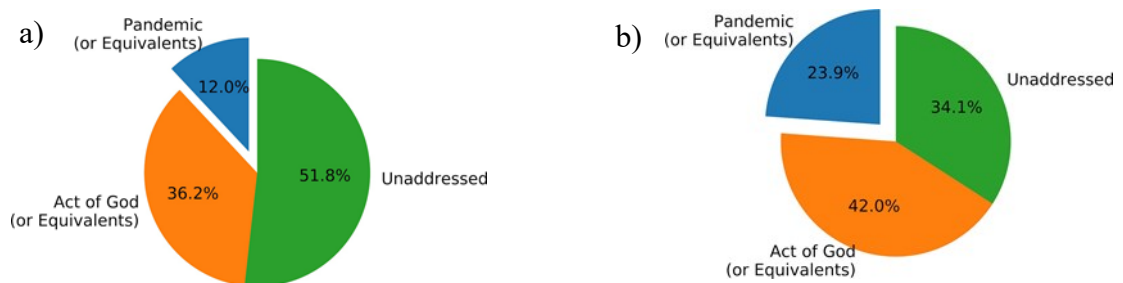 a)
Pandemic
(or Equivalents)
12.0%
36.2%
51.8%
Unaddressed
Act of God
(or Equivalents)
b)
Pandemic
(or Equivalents)
23.9%
Unaddressed
34.1%
42.0%
Act of God
(or Equivalents)